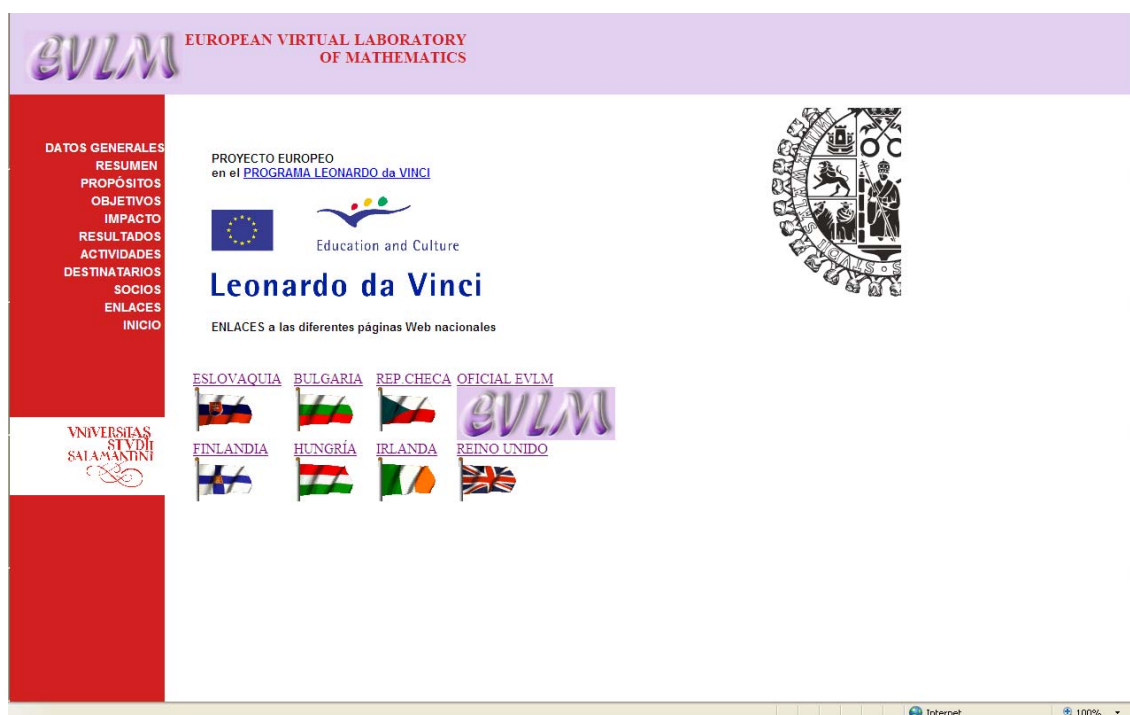 EVLM
EUROPEAN VIRTUAL LABORATORY
OF MATHEMATICS
DATOS GENERALES
RESUMEN
PROPÓSITOS
OBJETIVOS
IMPACTO
RESULTADOS
ACTIVIDADES
DESTINATARIOS
SOCIOS
ENLACES
INICIO
VNIVERSITAS
STVDII
SALAMANTINI
PROYECTO EUROPEO
en el PROGRAMA LEONARDO da VINCI
Education and Culture
Leonardo da Vinci
ENLACES a las diferentes páginas Web nacionales
ESLOVAQUIA BULGARIA REP.CHECA OFICIAL EVLM
EVLM
FINLANDIA HUNGRÍA IRLANDA REINO UNIDO
Internet 100%